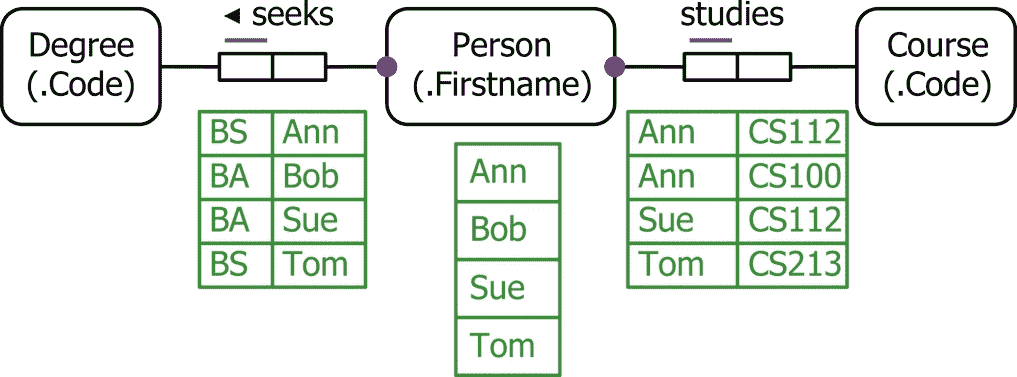 ◄ seeks
studies
Degree
(.Code)
Person
(.Firstname)
Course
(.Code)
BS Ann
BA Bob
BA Sue
BS Tom
Ann
Bob
Sue
Tom
Ann CS112
Ann CS100
Sue CS112
Tom CS213